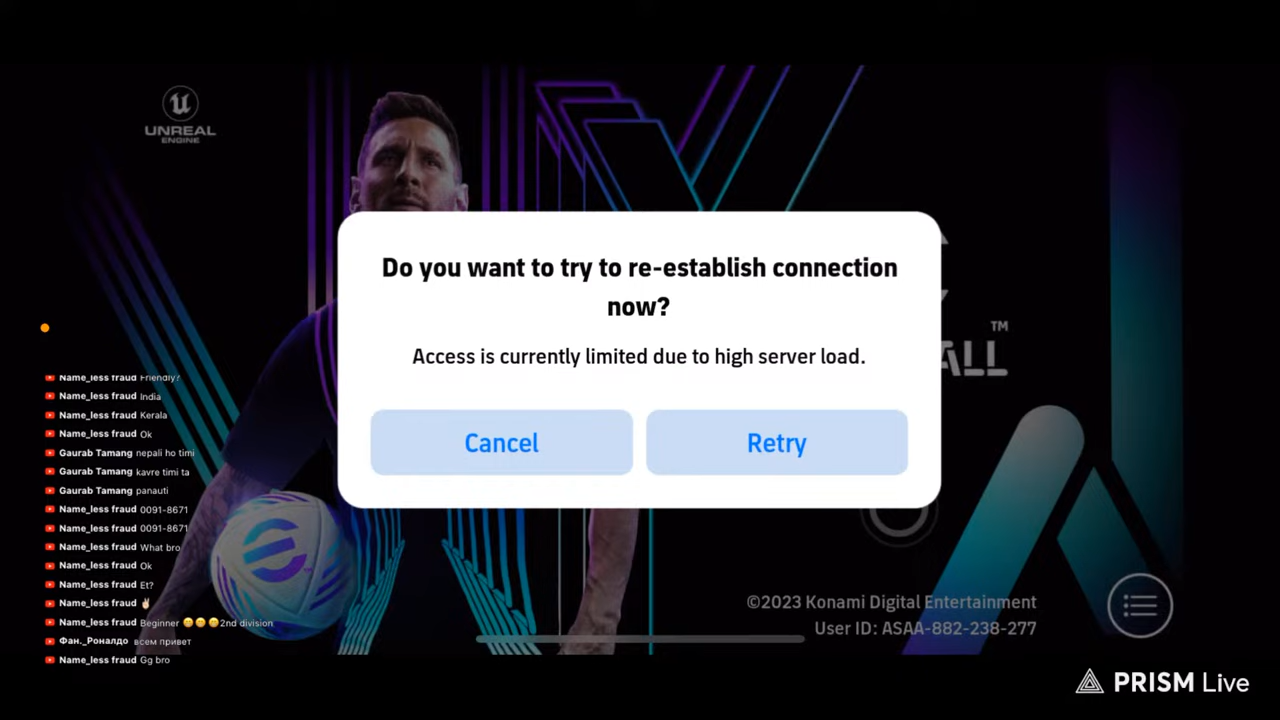 UNREAL
ENGINE
Do you want to try to re-establish connection
now?
Access is currently limited due to high server load.
Cancel
Retry
TM
ALL
Name_less fraud Friendly?
Name_less fraud India
Name_less fraud Kerala
Name_less fraud Ok
Gaurab Tamang nepali ho timi
Gaurab Tamang kavre timi ta
Gaurab Tamang panauti
Name_less fraud 0091-8671
Name_less fraud 0091-8671
Name_less fraud What bro
Name_less fraud Ok
Name_less fraud Et?
Name_less fraud ✌🏻
Name_less fraud Beginner 😁😁😁2nd division
Фан._Роналдо всем привет
Name_less fraud Gg bro
©2023 Konami Digital Entertainment
User ID: ASAA-882-238-277
PRISM Live